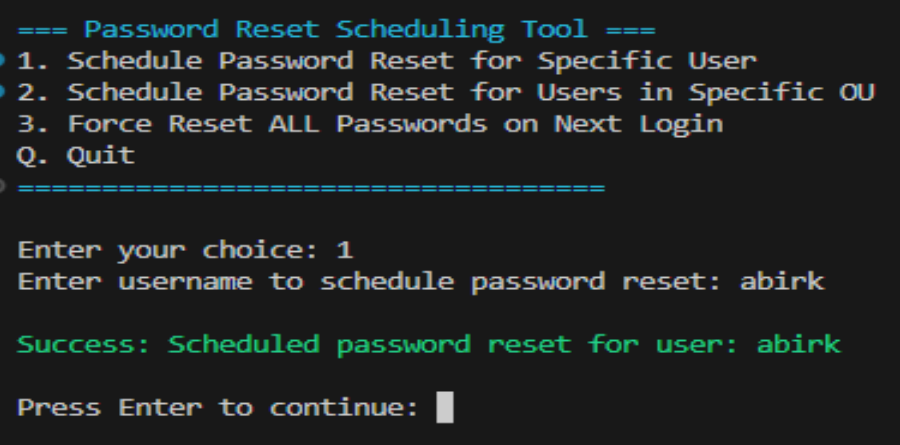 === Password Reset Scheduling Tool ===
1. Schedule Password Reset for Specific User
2. Schedule Password Reset for Users in Specific OU
3. Force Reset ALL Passwords on Next Login
Q. Quit
===================================
Enter your choice: 1
Enter username to schedule password reset: abirk
Success: Scheduled password reset for user: abirk
Press Enter to continue: